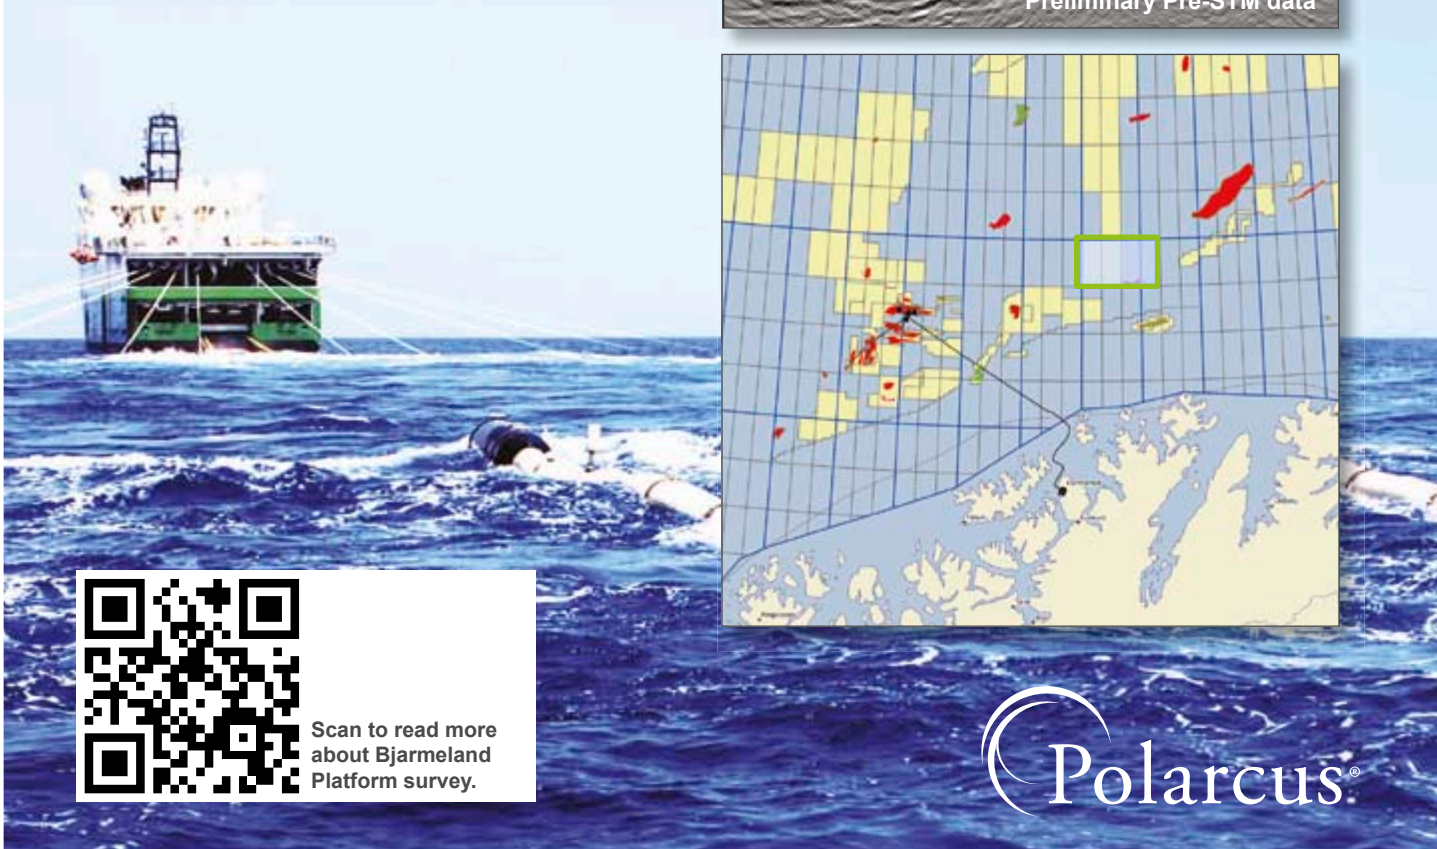 Preliminary Pre-STM data
Scan to read more
about Bjarmeland
Platform survey.
Polarcus®